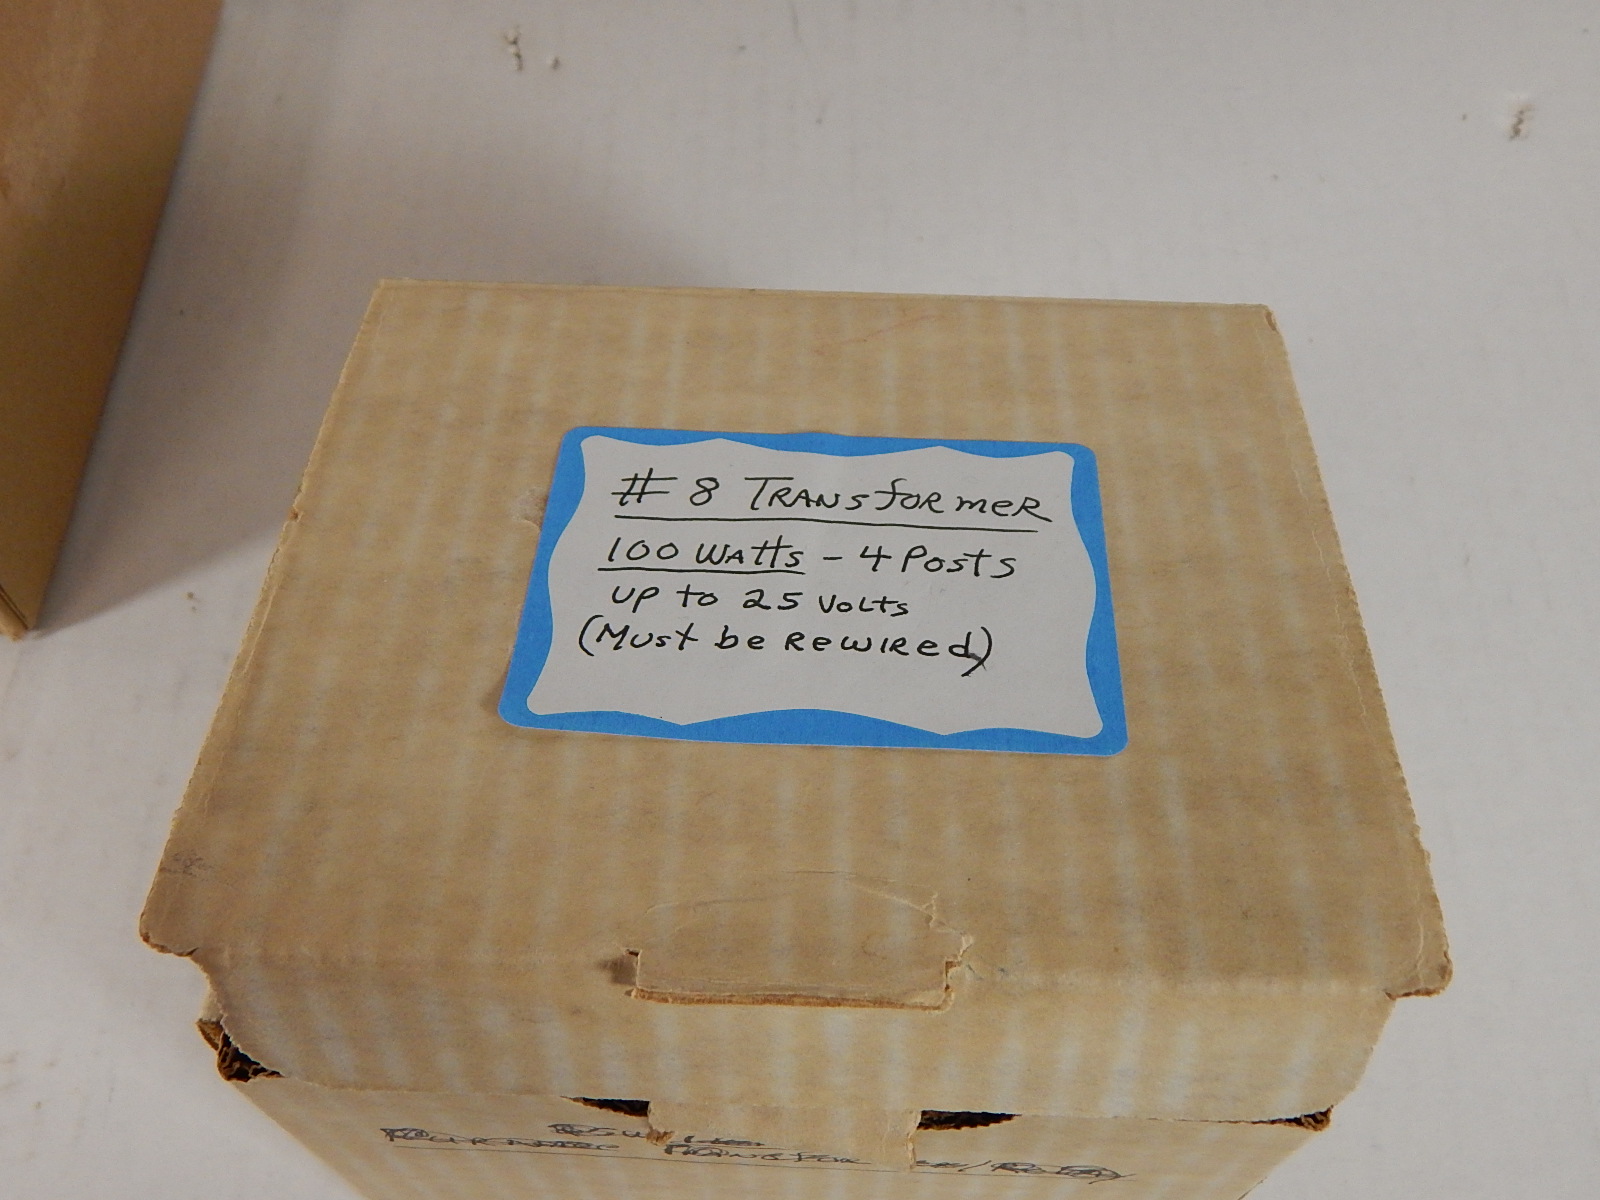 # 8 TRANSfORmeR
100 WAtts - 4 Posts
UP to 25 VoLts
(Must be ReWIRed)